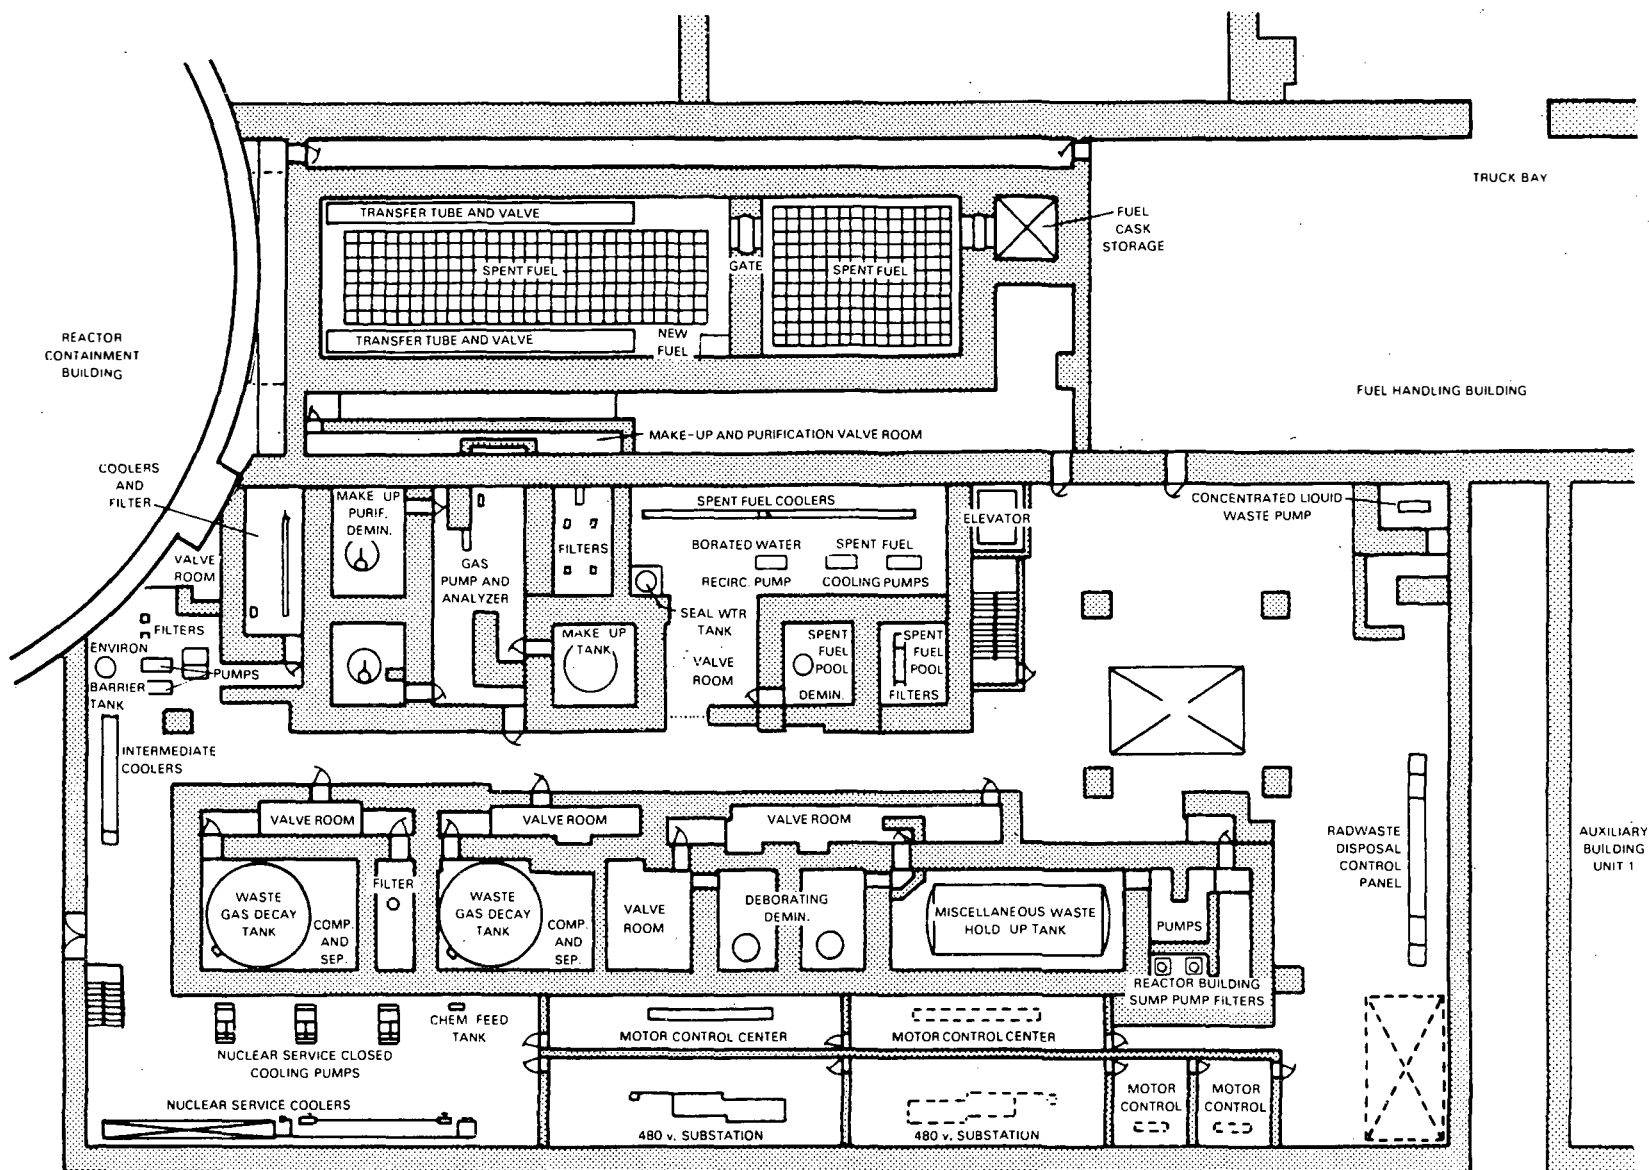 TRUCK BAY
TRANSFER TUBE AND VALVE
FUEL
CASK
STORAGE
SPENT FUEL
GATE
SPENT FUEL
TRANSFER TUBE AND VALVE
NEW
FUEL
REACTOR
CONTAINMENT
BUILDING
FUEL HANDLING BUILDING
MAKE-UP AND PURIFICATION VALVE ROOM
COOLERS
AND
FILTER
MAKE UP
PURIF.
DEMIN.
SPENT FUEL COOLERS
ELEVATOR
CONCENTRATED LIQUID
WASTE PUMP
VALVE
ROOM
GAS
PUMP AND
ANALYZER
FILTERS
BORATED WATER
RECIRC. PUMP
SPENT FUEL
COOLING PUMPS
SEAL WTR
TANK
FILTERS
ENVIRON
BARRIER
TANK
PUMPS
MAKE UP
TANK
VALVE
ROOM
SPENT
FUEL
POOL
DEMIN.
SPENT
FUEL
POOL
FILTERS
INTERMEDIATE
COOLERS
VALVE ROOM
VALVE ROOM
VALVE ROOM
RADWASTE
DISPOSAL
CONTROL
PANEL
AUXILIARY
BUILDING
UNIT 1
WASTE
GAS DECAY
TANK
COMP.
AND
SEP.
FILTER
WASTE
GAS DECAY
TANK
COMP.
AND
SEP.
VALVE
ROOM
DEBORATING
DEMIN.
MISCELLANEOUS WASTE
HOLD UP TANK
PUMPS
REACTOR BUILDING
SUMP PUMP FILTERS
NUCLEAR SERVICE CLOSED
COOLING PUMPS
CHEM FEED
TANK
MOTOR CONTROL CENTER
MOTOR CONTROL CENTER
NUCLEAR SERVICE COOLERS
480 v. SUBSTATION
480 v. SUBSTATION
MOTOR
CONTROL
MOTOR
CONTROL